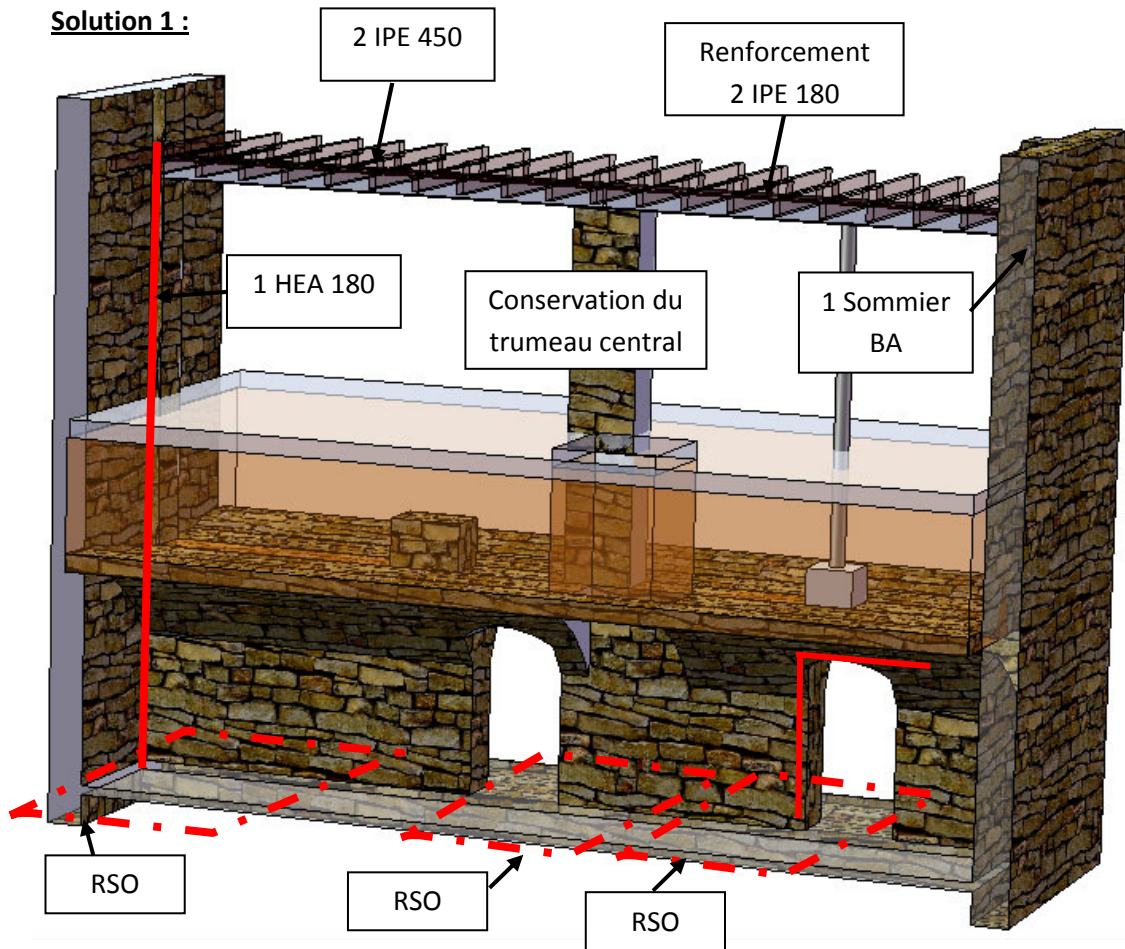 Solution 1 :
2 IPE 450
Renforcement
2 IPE 180
1 HEA 180
Conservation du
trumeau central
1 Sommier
BA
RSO
RSO
RSO